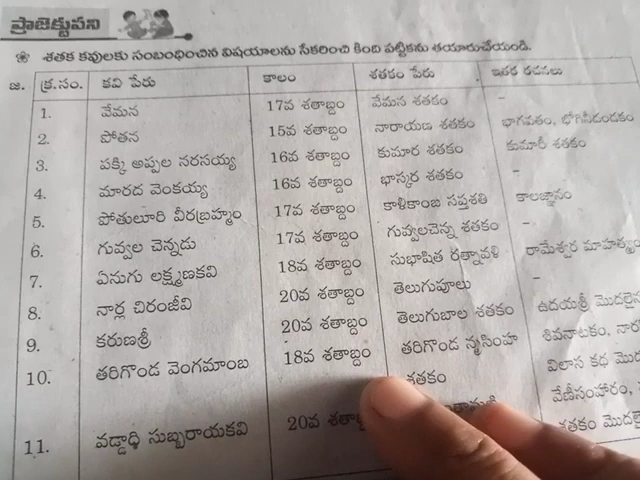 ప్రాజెక్టుపని
❀ శతక కవులకు సంబంధించిన విషయాలను సేకరించి కింది పట్టికను తయారుచేయండి.
జ. క్ర.సం. కవి పేరు కాలం శతకం పేరు ఇతర రచనలు
1. వేమన 17వ శతాబ్దం వేమన శతకం -
2. పోతన 15వ శతాబ్దం నారాయణ శతకం భాగవతం, భోగినీదండకం
3. పక్కి అప్పల నరసయ్య 16వ శతాబ్దం కుమార శతకం కుమారీ శతకం
4. మారద వెంకయ్య 16వ శతాబ్దం భాస్కర శతకం -
5. పోతులూరి వీరబ్రహ్మం 17వ శతాబ్దం కాళికాంబ సప్తశతి కాలజ్ఞానం
6. గువ్వల చెన్నడు 17వ శతాబ్దం గువ్వలచెన్న శతకం -
7. ఏనుగు లక్ష్మణకవి 18వ శతాబ్దం సుభాషిత రత్నావళి రామేశ్వర
8. నార్ల చిరంజీవి 20వ శతాబ్దం తెలుగుపూలు -
9. కరుణశ్రీ 20వ శతాబ్దం తెలుగుబాల శతకం ఉదయశ్రీ
10. తరిగొండ వెంగమాంబ 18వ శతాబ్దం తరిగొండ నృసింహ శివనాటకం,
శతకం విలాస కథ
11. వడ్డాది సుబ్బరాయకవి 20వ వేణీసంహారం,
శతకం